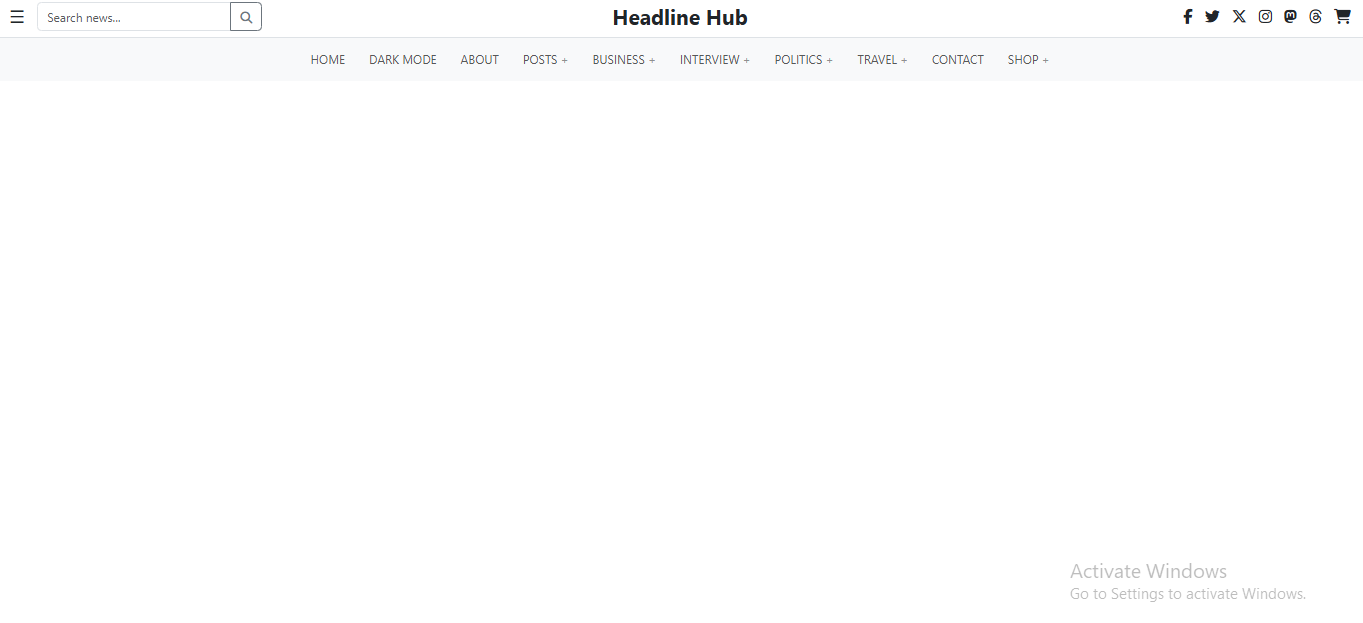 Search news...
Headline Hub
HOME DARK MODE ABOUT POSTS + BUSINESS + INTERVIEW + POLITICS + TRAVEL + CONTACT SHOP +
Activate Windows
Go to Settings to activate Windows.